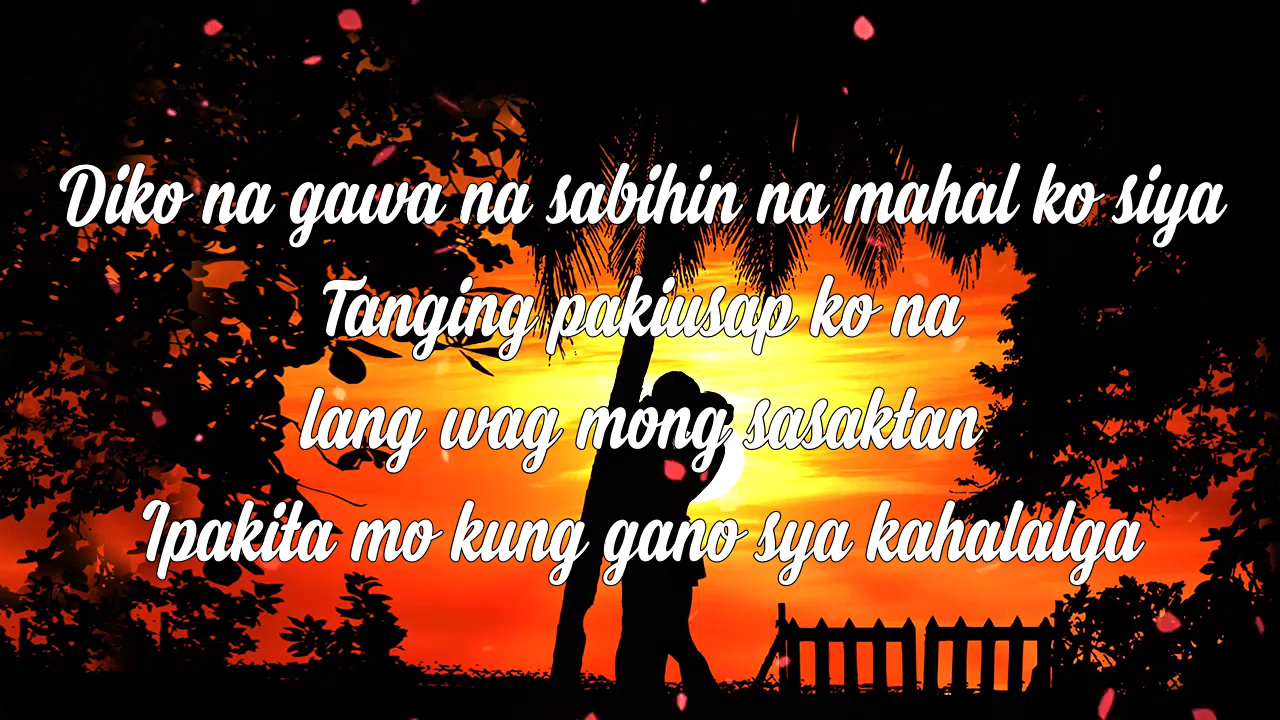 Diko na gawa na sabihin na mahal ko siya
Tanging pakiusap ko na
lang wag mong sasaktan
Ipakita mo kung gano sya kahalalga